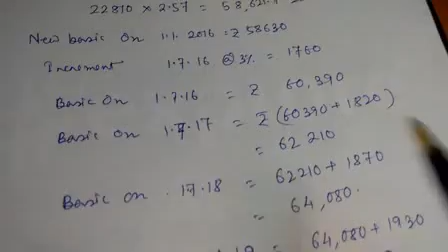 22810 × 2.57 = 58,621.7
New basic on 1.1.2016 = ₹ 58630
Increment 1.7.16 @ 3% = 1760
Basic on 1.7.16 = ₹ 60,390
Basic on 1.7.17 = ₹ (60390 + 1820)
= 62210
Basic on 1.7.18 = 62210 + 1870
= 64,080.
= 64,080 + 1930